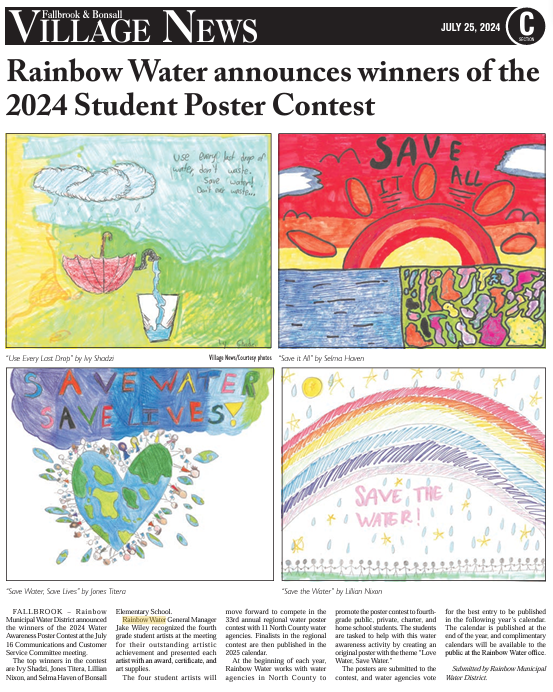 Fallbrook & Bonsall
VILLAGE NEWS
JULY 25, 2024
C
SECTION
Rainbow Water announces winners of the
2024 Student Poster Contest
use every last drop of
water, don't waste.
Save water!
Don't ever waste...
SAVE
IT ALL
"Use Every Last Drop" by Ivy Shadzi
Village News/Courtesy photos
"Save it All" by Selma Haven
SAVE WATER
SAVE LIVES!
SAVE THE
WATER!
"Save Water, Save Lives" by Jones Titera
"Save the Water" by Lillian Nixon
FALLBROOK – Rainbow
Municipal Water District announced
the winners of the 2024 Water
Awareness Poster Contest at the July
16 Communications and Customer
Service Committee meeting.
The top winners in the contest
are Ivy Shadzi, Jones Titera, Lillian
Nixon, and Selma Haven of Bonsall
Elementary School.
Rainbow Water General Manager
Jake Wiley recognized the fourth
grade student artists at the meeting
for their outstanding artistic
achievement and presented each
artist with an award, certificate, and
art supplies.
The four student artists will
move forward to compete in the
33rd annual regional water poster
contest with 11 North County water
agencies. Finalists in the regional
contest are then published in the
2025 calendar.
At the beginning of each year,
Rainbow Water works with water
agencies in North County to
promote the poster contest to fourth-
grade public, private, charter, and
home school students. The students
are tasked to help with this water
awareness activity by creating an
original poster with the theme "Love
Water, Save Water."
The posters are submitted to the
contest, and water agencies vote
for the best entry to be published
in the following year's calendar.
The calendar is published at the
end of the year, and complimentary
calendars will be available to the
public at the Rainbow Water office.
Submitted by Rainbow Municipal
Water District.